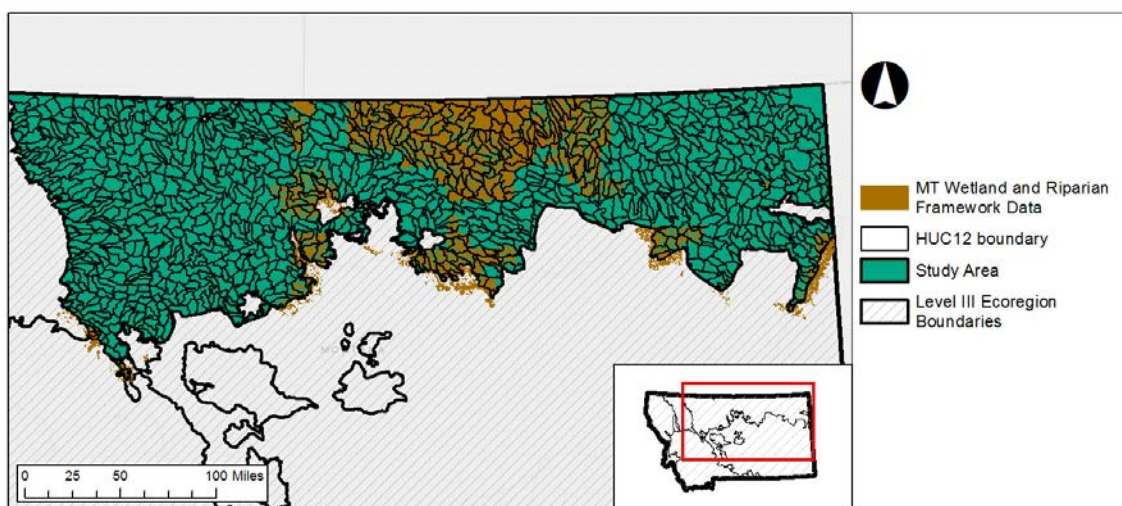 MT Wetland and Riparian
Framework Data
HUC12 boundary
Study Area
Level III Ecoregion
Boundaries
0 25 50 100 Miles